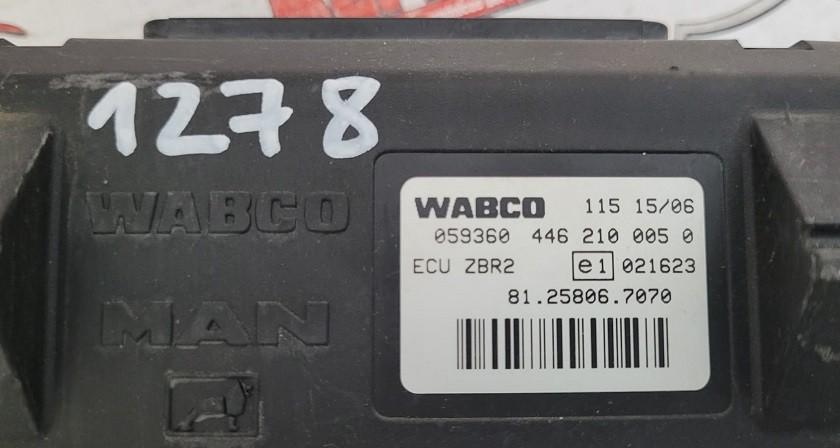 1278
WABCO
MAN
WABCO 115 15/06
059360 446 210 005 0
ECU ZBR2 e1 021623
81.25806.7070